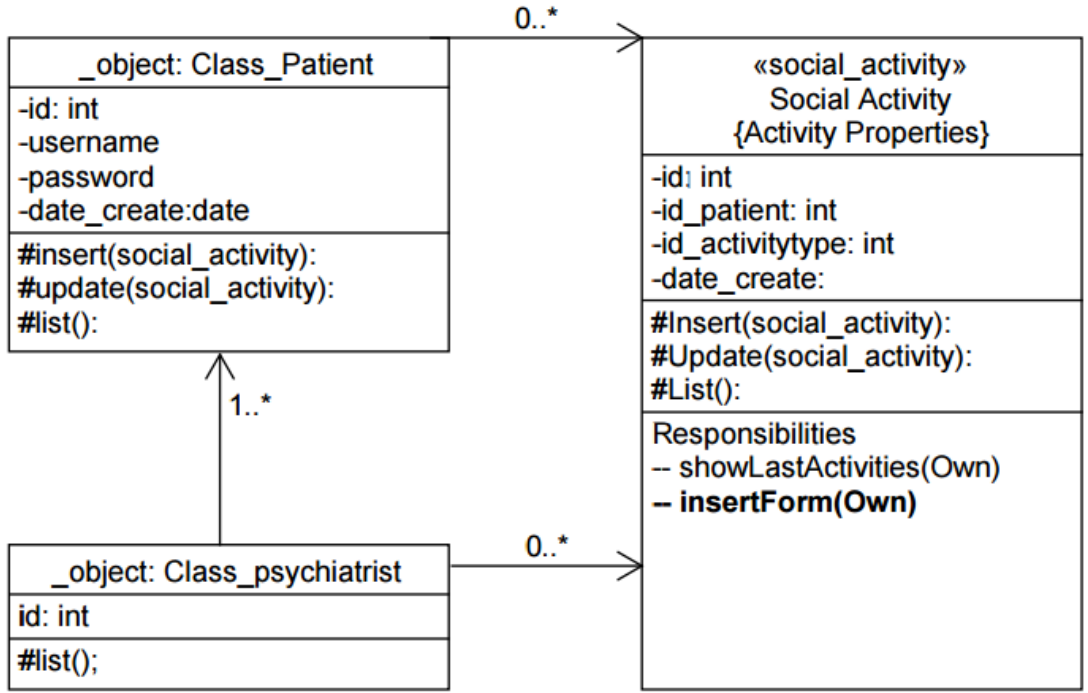 0..*
_object: Class_Patient
-id: int
-username
-password
-date_create:date
#insert(social_activity):
#update(social_activity):
#list():
«social_activity»
Social Activity
{Activity Properties}
-id: int
-id_patient: int
-id_activitytype: int
-date_create:
#Insert(social_activity):
#Update(social_activity):
#List():
Responsibilities
-- showLastActivities(Own)
-- insertForm(Own)
1..*
0..*
_object: Class_psychiatrist
id: int
#list();